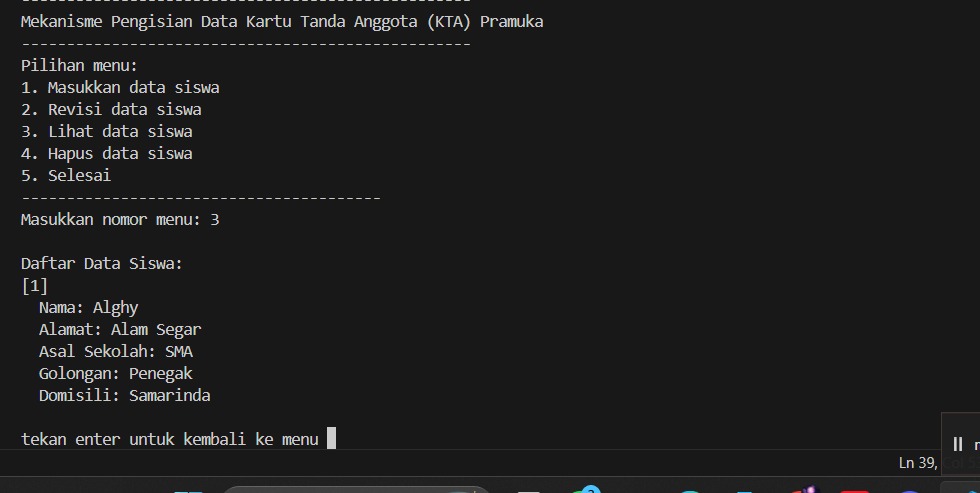 --------------------------------------------------
Mekanisme Pengisian Data Kartu Tanda Anggota (KTA) Pramuka
--------------------------------------------------
Pilihan menu:
1. Masukkan data siswa
2. Revisi data siswa
3. Lihat data siswa
4. Hapus data siswa
5. Selesai
----------------------------------------
Masukkan nomor menu: 3
Daftar Data Siswa:
[1]
Nama: Alghy
Alamat: Alam Segar
Asal Sekolah: SMA
Golongan: Penegak
Domisili: Samarinda
tekan enter untuk kembali ke menu
Ln 39,